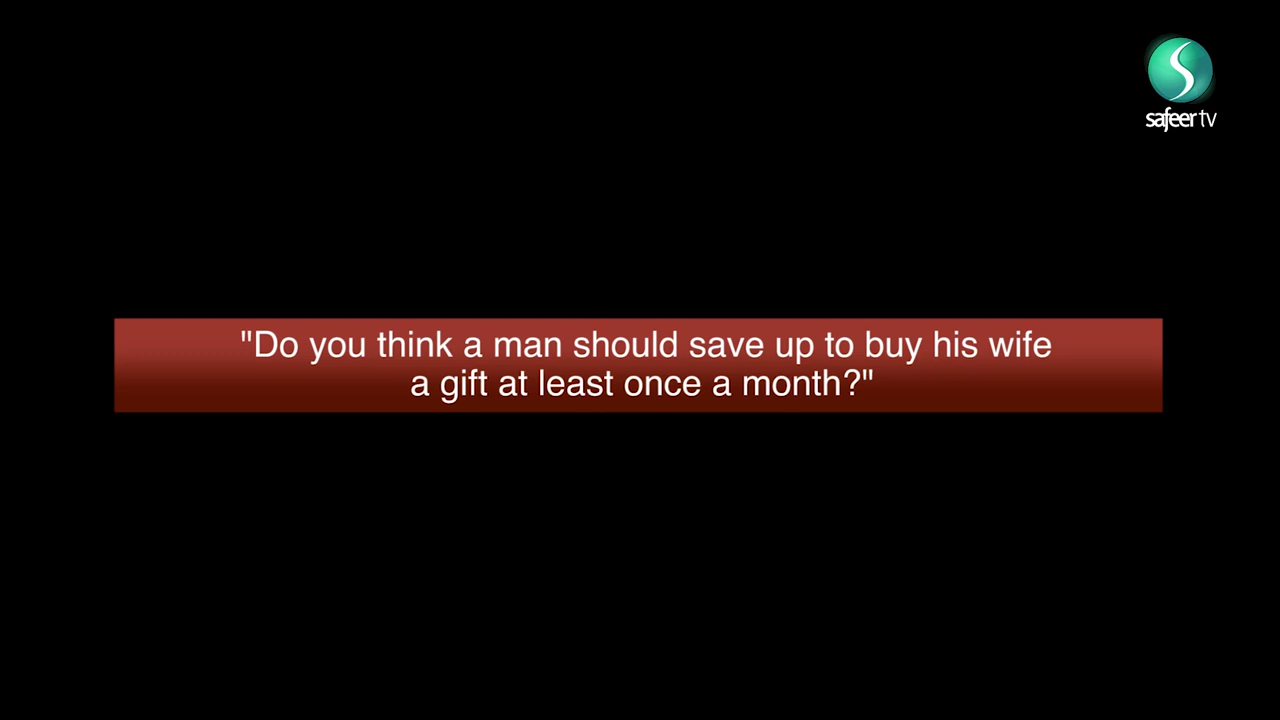 safeer tv
"Do you think a man should save up to buy his wife
a gift at least once a month?"